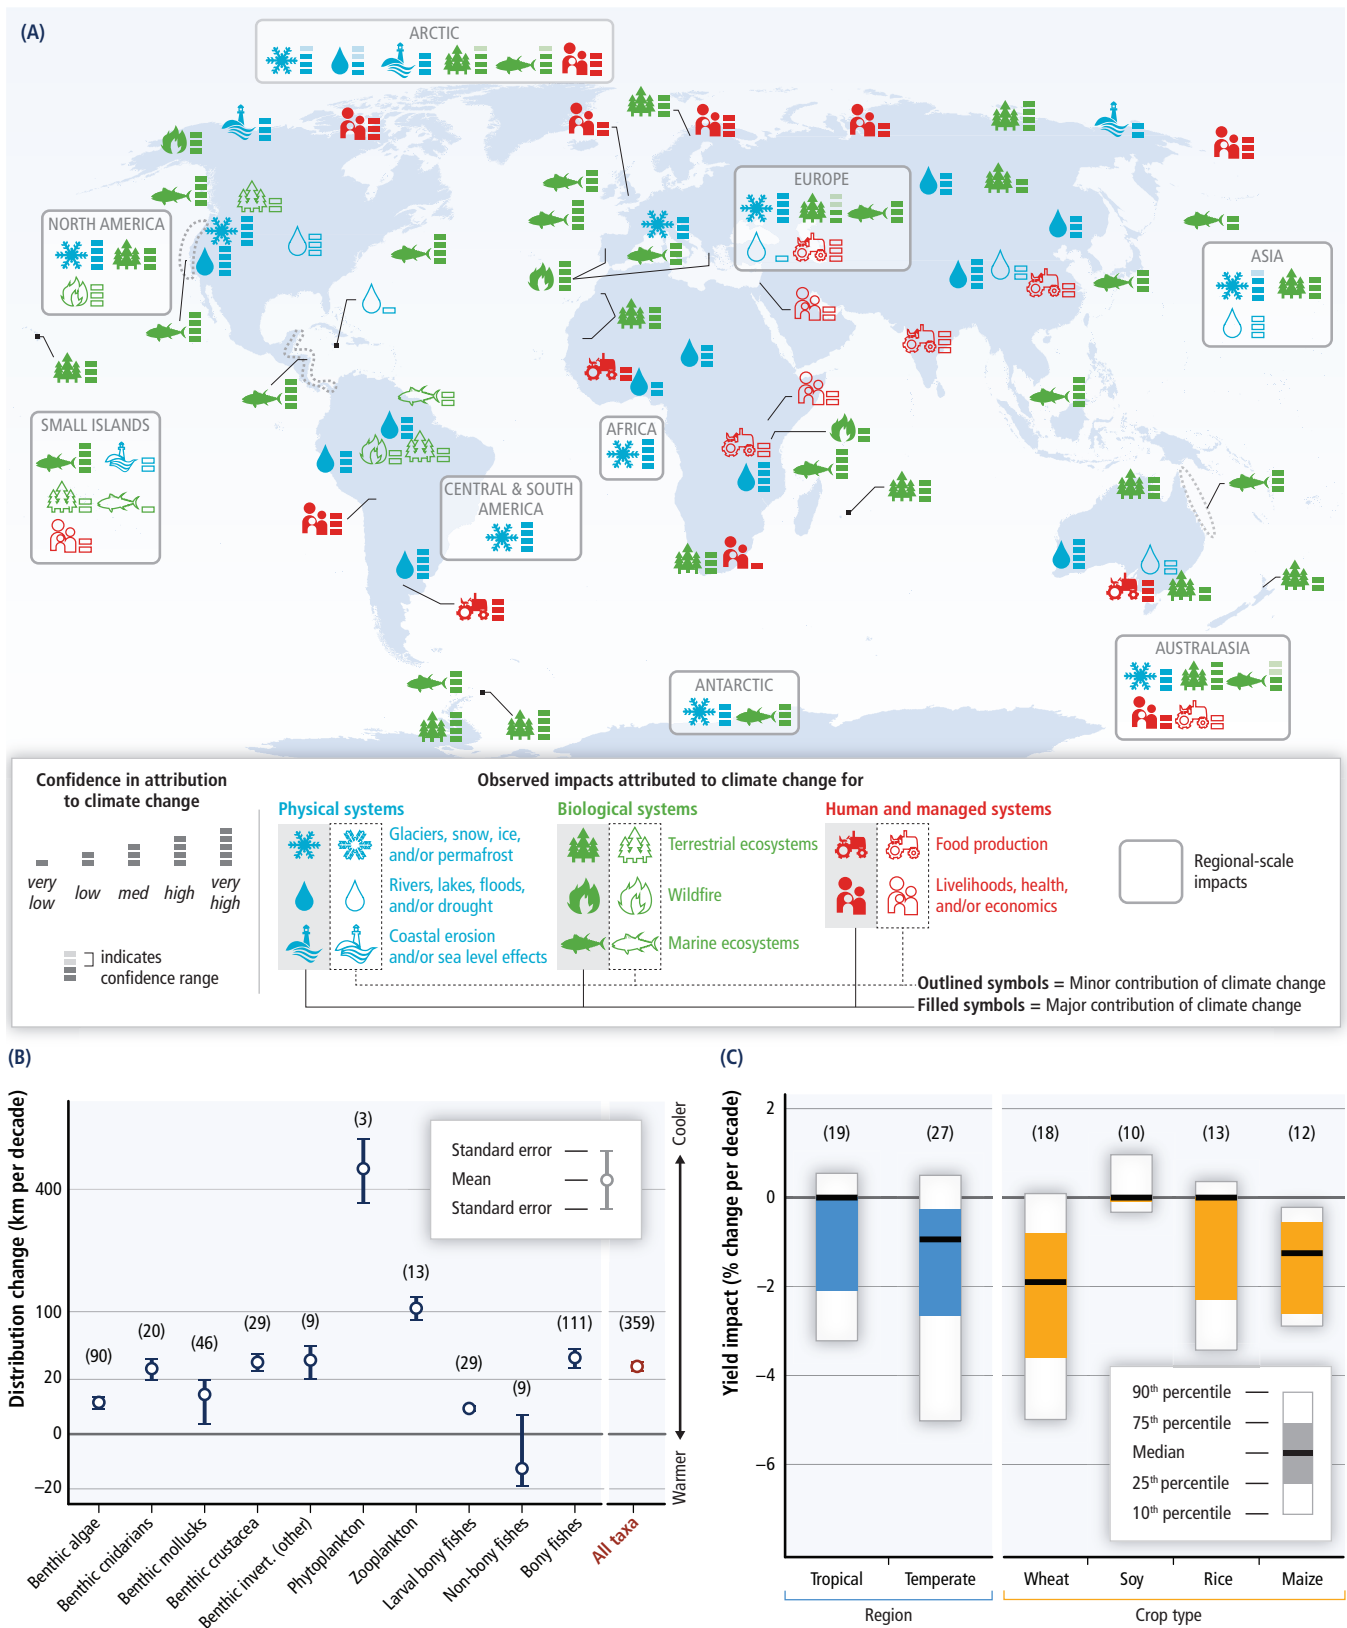 (A)
ARCTIC
EUROPE
NORTH AMERICA
ASIA
SMALL ISLANDS
AFRICA
CENTRAL & SOUTH
AMERICA
AUSTRALASIA
ANTARCTIC
Confidence in attribution
to climate change
very
low
low
med
high
very
high
indicates
confidence range
Observed impacts attributed to climate change for
Physical systems
Glaciers, snow, ice,
and/or permafrost
Rivers, lakes, floods,
and/or drought
Coastal erosion
and/or sea level effects
Biological systems
Terrestrial ecosystems
Wildfire
Marine ecosystems
Human and managed systems
Food production
Livelihoods, health,
and/or economics
Regional-scale
impacts
Outlined symbols = Minor contribution of climate change
Filled symbols = Major contribution of climate change
(B)
Distribution change (km per decade)
400
100
20
0
−20
(90)
(20)
(46)
(29)
(9)
(3)
(13)
(29)
(9)
(111)
(359)
Standard error
Mean
Standard error
Cooler
Warmer
Benthic algae
Benthic cnidarians
Benthic mollusks
Benthic crustacea
Benthic invert. (other)
Phytoplankton
Zooplankton
Larval bony fishes
Non-bony fishes
Bony fishes
All taxa
(C)
Yield impact (% change per decade)
2
0
−2
−4
−6
(19)
(27)
(18)
(10)
(13)
(12)
90th percentile
75th percentile
Median
25th percentile
10th percentile
Tropical
Temperate
Wheat
Soy
Rice
Maize
Region
Crop type